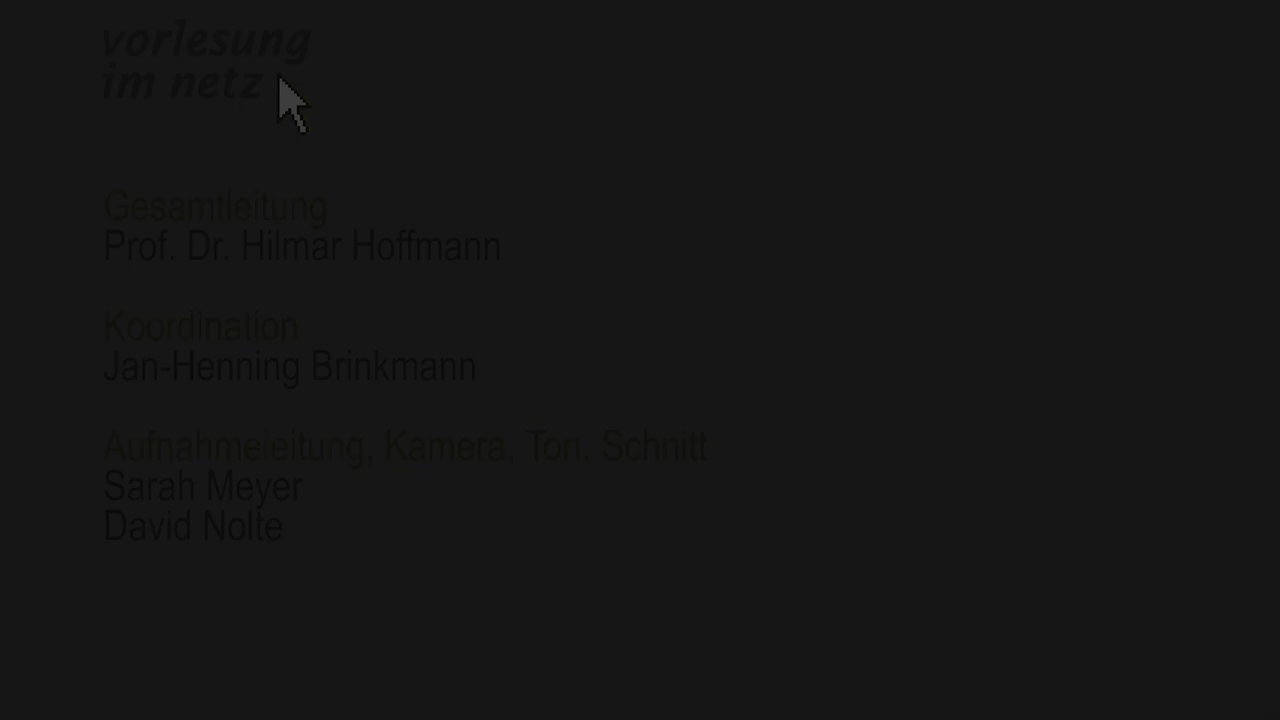 vorlesung
im netz
Gesamtleitung
Prof. Dr. Hilmar Hoffmann
Koordination
Jan-Henning Brinkmann
Aufnahmeleitung, Kamera, Ton, Schnitt
Sarah Meyer
David Nolte